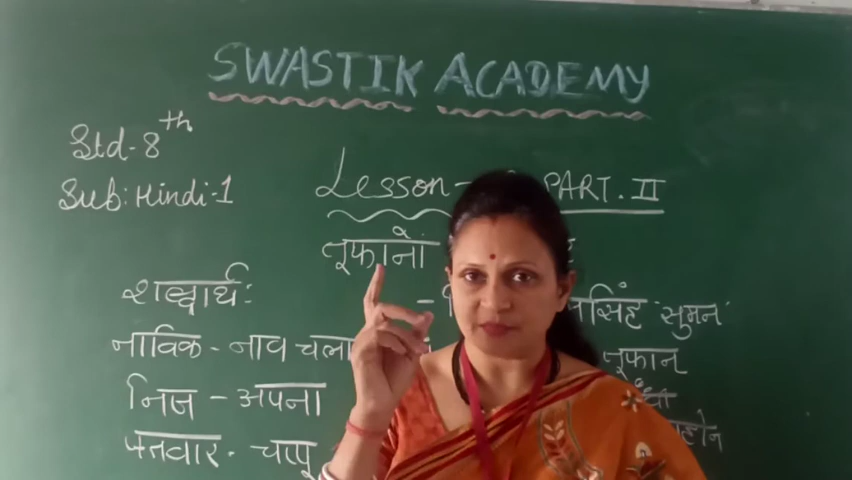 SWASTIK ACADEMY
Std-8th
Sub: Hindi-1
Lesson - PART. II
तूफानों
शब्दार्थ:
सिंह 'सुमन'
नाविक - नाव चला
तूफान
निज - अपना
पतवार - चप्पू